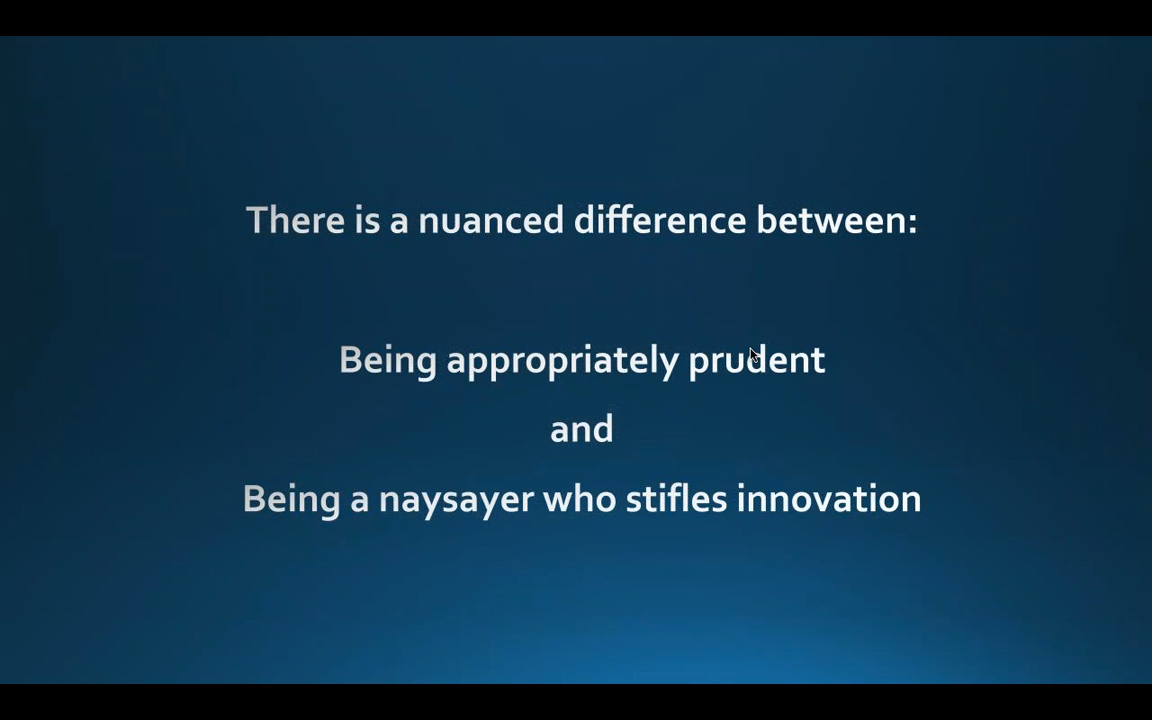 There is a nuanced difference between:
Being appropriately prudent
and
Being a naysayer who stifles innovation